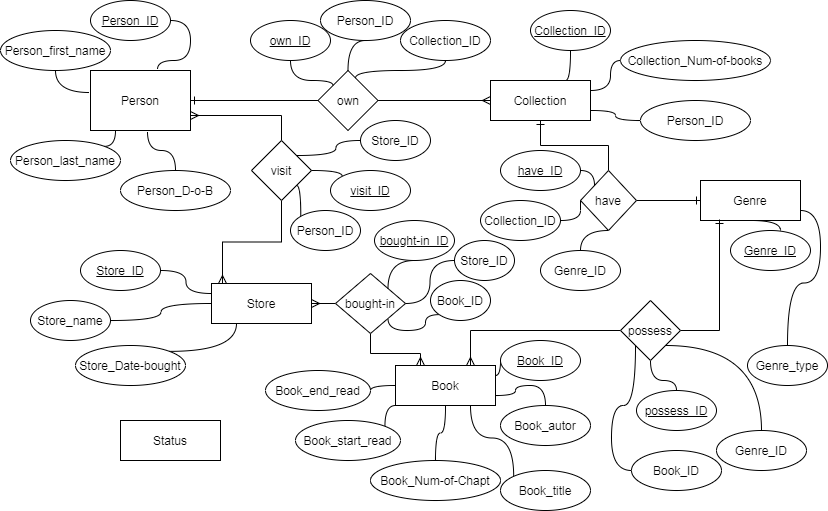 Person_ID
Person_first_name
Person
Person_last_name
Person_D-o-B
own_ID
Person_ID
Collection_ID
own
Collection_ID
Collection_Num-of-books
Collection
Person_ID
visit
Store_ID
visit_ID
Person_ID
have_ID
Collection_ID
have
Genre_ID
Genre
Genre_ID
Genre_type
Store_ID
Store_name
Store
Store_Date-bought
bought-in_ID
Store_ID
Book_ID
bought-in
possess
possess_ID
Genre_ID
Book_ID
Book_ID
Book_end_read
Book
Book_autor
Book_start_read
Book_Num-of-Chapt
Book_title
Status